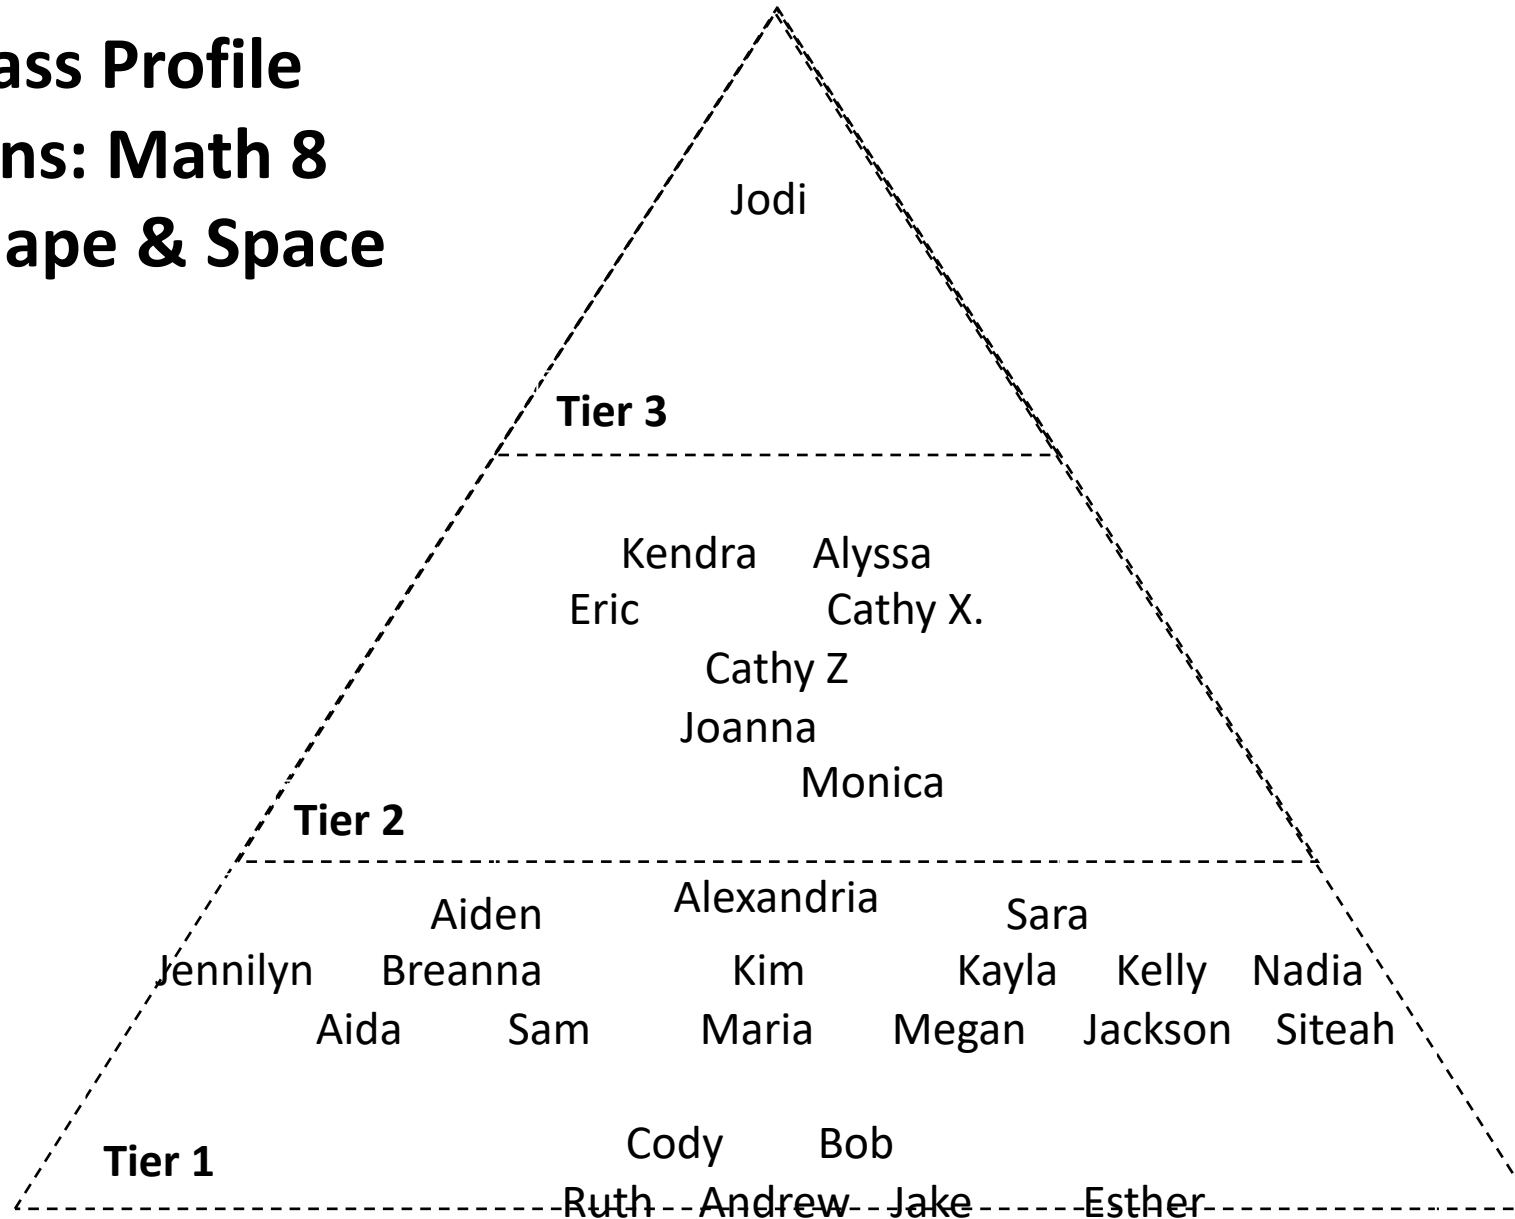 ass Profile
ns: Math 8
ape & Space
Jodi
Tier 3
Kendra Alyssa
Eric Cathy X.
Cathy Z
Joanna
Monica
Tier 2
Alexandria
Aiden Sara
Jennilyn Breanna Kim Kayla Kelly Nadia
Aida Sam Maria Megan Jackson Siteah
Cody Bob
Tier 1
Ruth Andrew Jake Esther